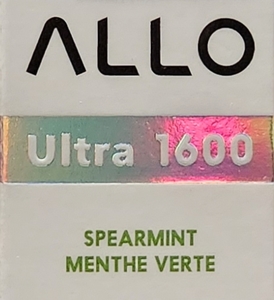 ALLO
Ultra 1600
SPEARMINT
MENTHE VERTE